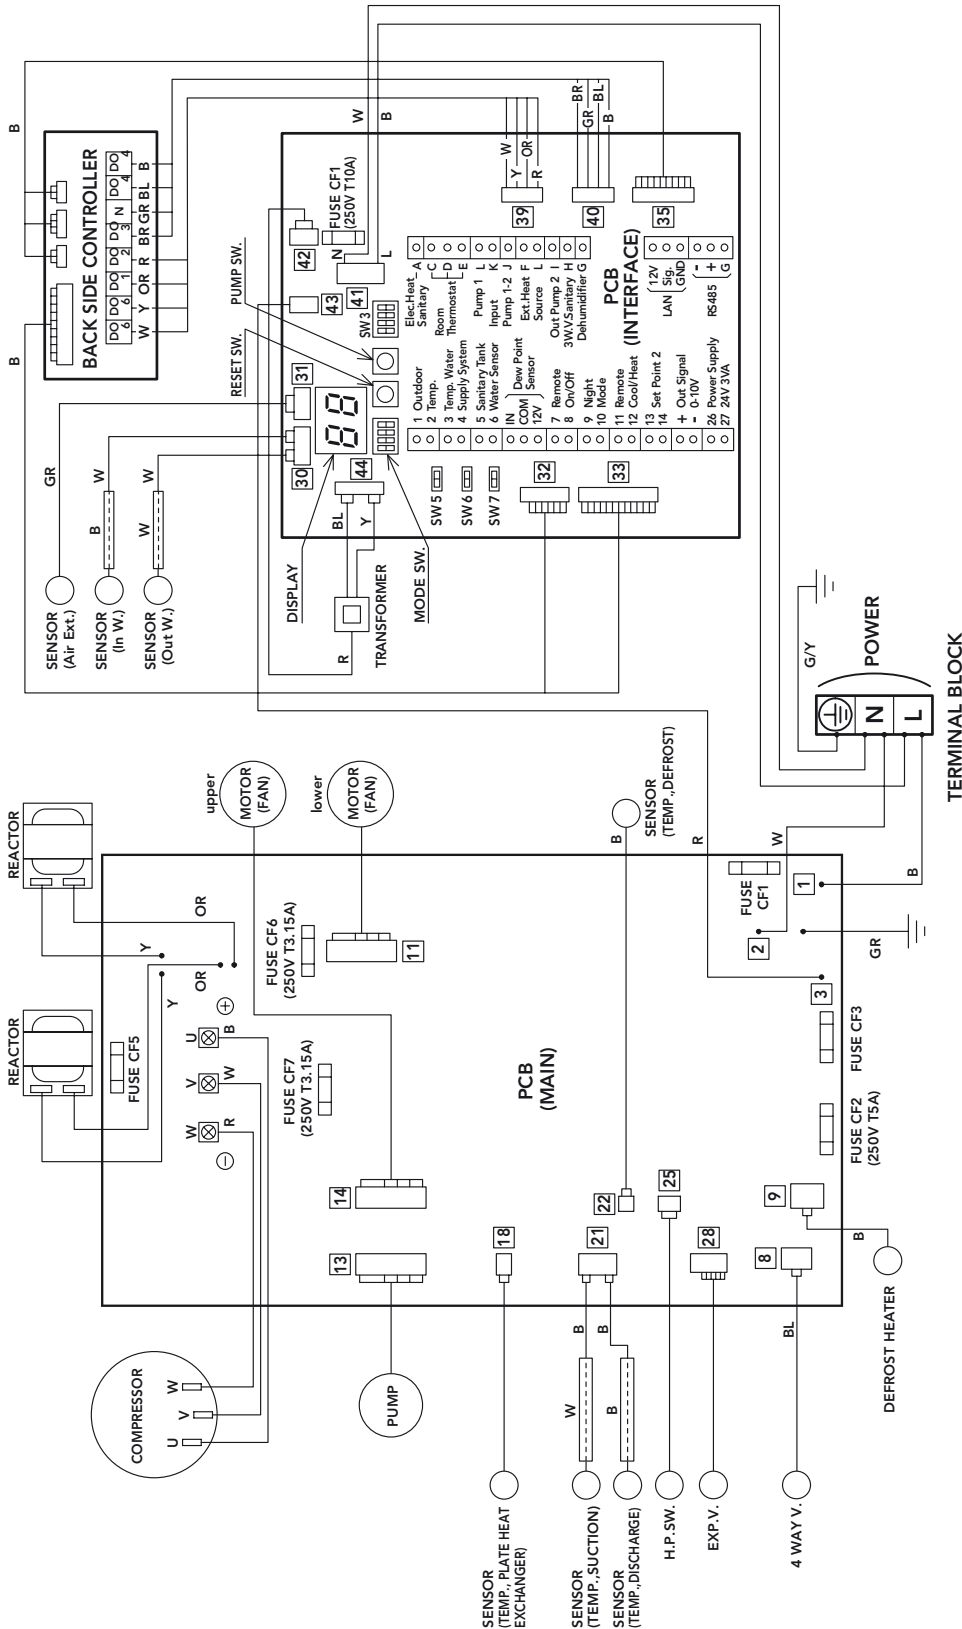 REACTOR
REACTOR
Y
OR
Y
OR
FUSE CF5
W
V
U
R
W
B
FUSE CF7
(250V T3.15A)
FUSE CF6
(250V T3.15A)
upper
MOTOR
(FAN)
lower
MOTOR
(FAN)
COMPRESSOR
U
V
W
PUMP
13
14
11
PCB
(MAIN)
18
21
22
25
28
8
9
B
B
W
B
BL
B
SENSOR
(TEMP., PLATE HEAT
EXCHANGER)
SENSOR
(TEMP.,SUCTION)
SENSOR
(TEMP.,DISCHARGE)
H.P.SW.
EXP.V.
4 WAY V.
DEFROST HEATER
FUSE CF2
(250V T5A)
FUSE CF3
3
2
1
FUSE
CF1
GR
B
SENSOR
(TEMP.,DEFROST)
R
W
B
G/Y
N
L
POWER
TERMINAL BLOCK
B
B
BACK SIDE CONTROLLER
DO DO DO DO DO N DO DO
6 6 1 2 3 4 4
W Y OR R BR GR BL B
SENSOR
(Air Ext.)
SENSOR
(In W.)
SENSOR
(Out W.)
GR
B
W
W
W
RESET SW.
PUMP SW.
DISPLAY
TRANSFORMER
MODE SW.
R
BL
Y
30
31
44
88
43
41
42
N
L
FUSE CF1
(250V T10A)
W
B
SW3
SW5
SW6
SW7
32
33
1 Outdoor
2 Temp.
3 Temp. Water
4 Supply System
5 Sanitary Tank
6 Water Sensor
IN
COM
12V
Dew Point
Sensor
7 Remote
8 On/Off
9 Night
10 Mode
11 Remote
12 Cool/Heat
13 Set Point 2
14
+ Out Signal
- 0-10V
26 Power Supply
27 24V 3VA
Elec.Heat
Sanitary
A
Room
Thermostat
C
D
E
Pump 1 L
Input K
Pump 1-2 J
Ext.Heat F
Source L
Out Pump 2 I
3W.V.Sanitary H
Dehumidifier G
PCB
(INTERFACE)
LAN
12V
Sig.
GND
RS485
-
+
G
39
W
Y
OR
R
40
BR
GR
BL
B
35